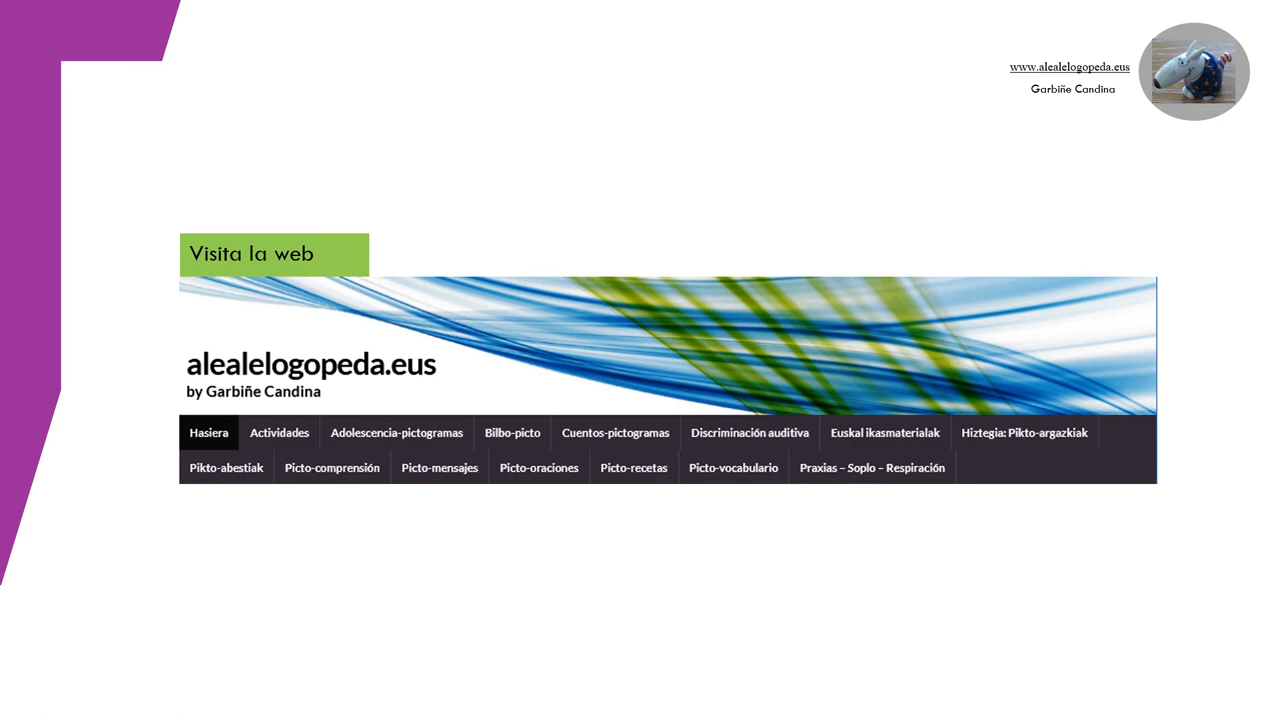 www.alealelogopeda.eus
Garbiñe Candina
Visita la web
alealelogopeda.eus
by Garbiñe Candina
Hasiera Actividades Adolescencia-pictogramas Bilbo-picto Cuentos-pictogramas Discriminación auditiva Euskal ikasmaterialak Hiztegia: Pikto-argazkiak
Pikto-abestiak Picto-comprensión Picto-mensajes Picto-oraciones Picto-recetas Picto-vocabulario Praxias – Soplo – Respiración